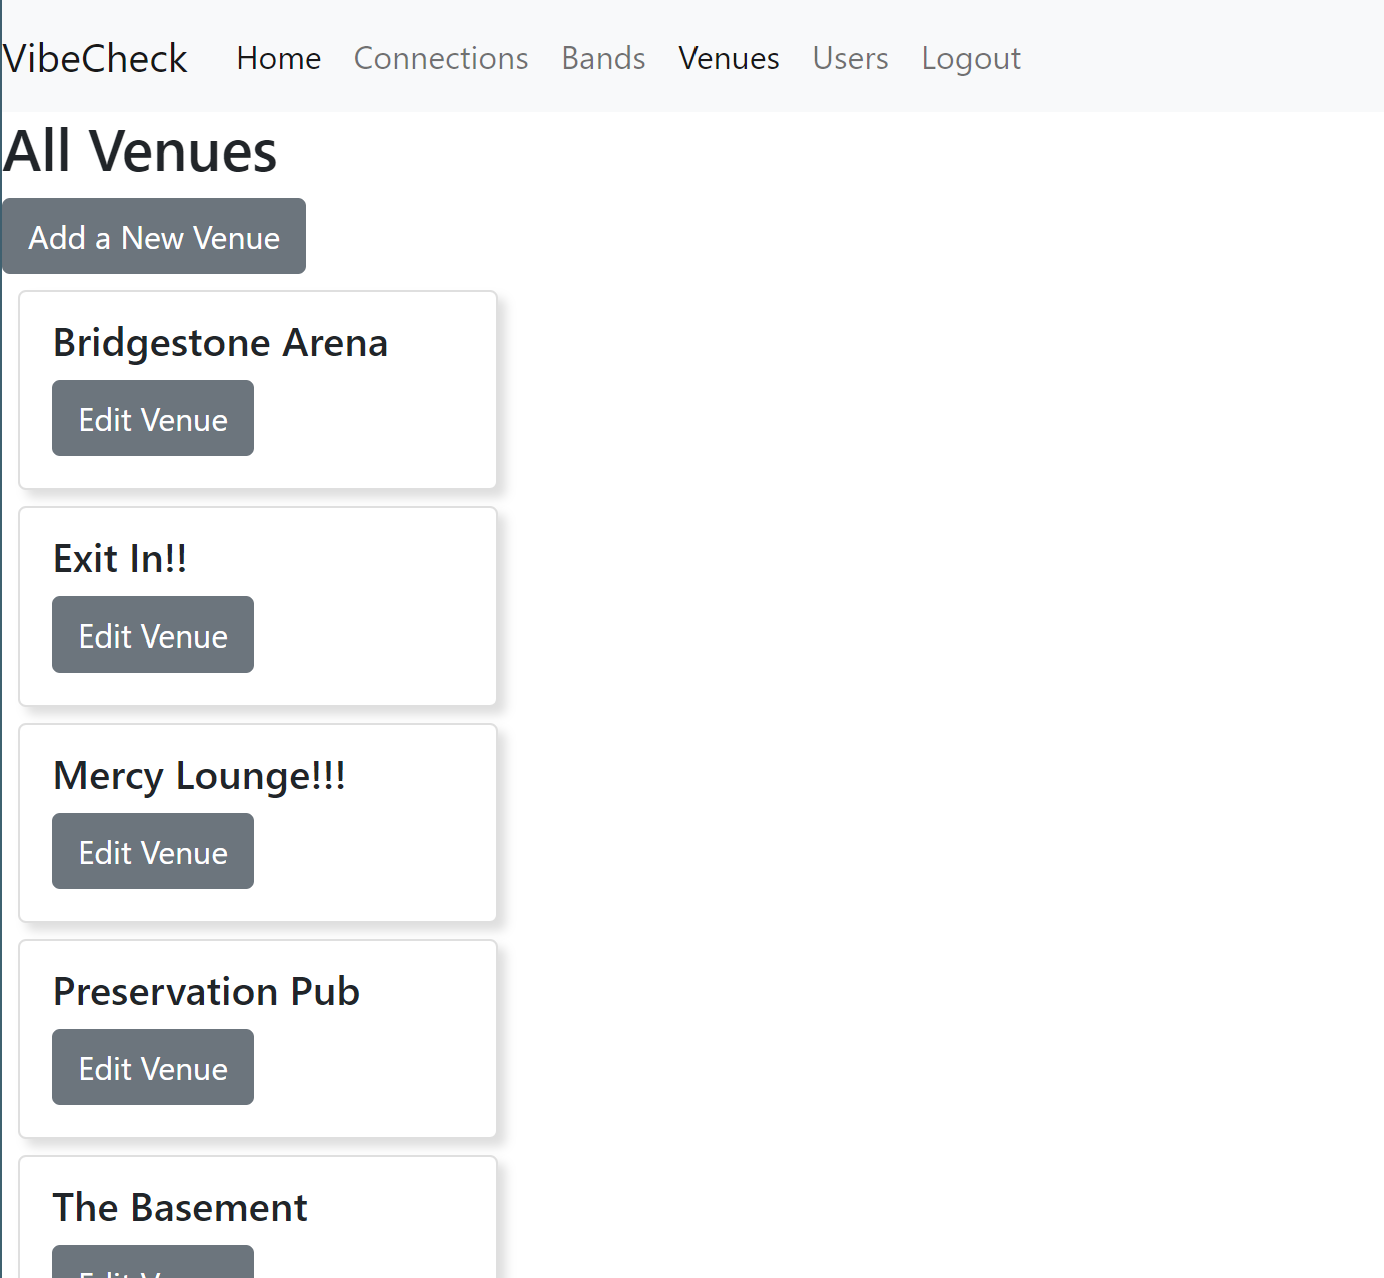 VibeCheck Home Connections Bands Venues Users Logout
All Venues
Add a New Venue
Bridgestone Arena
Edit Venue
Exit In!!
Edit Venue
Mercy Lounge!!!
Edit Venue
Preservation Pub
Edit Venue
The Basement